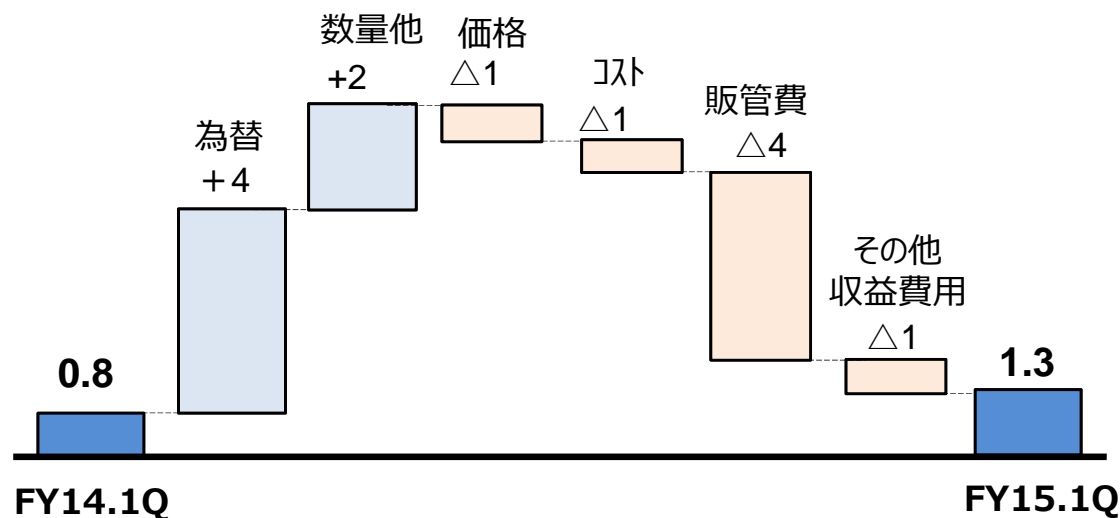 数量他
+2
価格
△1
ｺｽﾄ
△1
販管費
△4
為替
＋4
その他
収益費用
△1
0.8
1.3
FY14.1Q
FY15.1Q